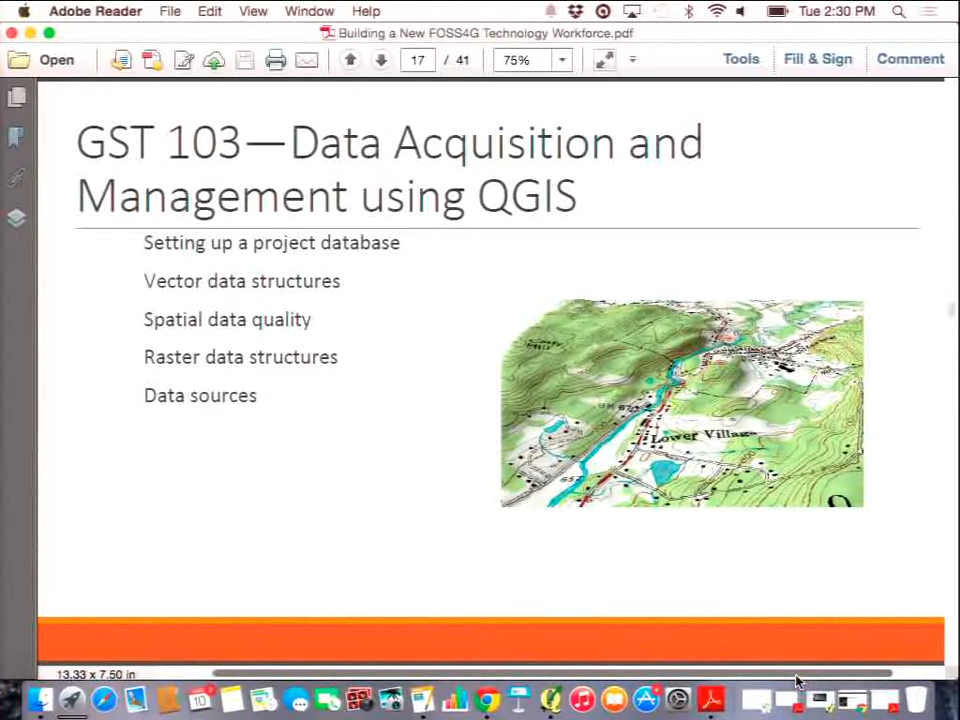 Adobe Reader File Edit View Window Help Tue 2:30 PM
Building a New FOSS4G Technology Workforce.pdf
Open 17 / 41 75% Tools Fill & Sign Comment
GST 103—Data Acquisition and
Management using QGIS
Setting up a project database
Vector data structures
Spatial data quality
Raster data structures
Data sources
Lower Village
13.33 x 7.50 in